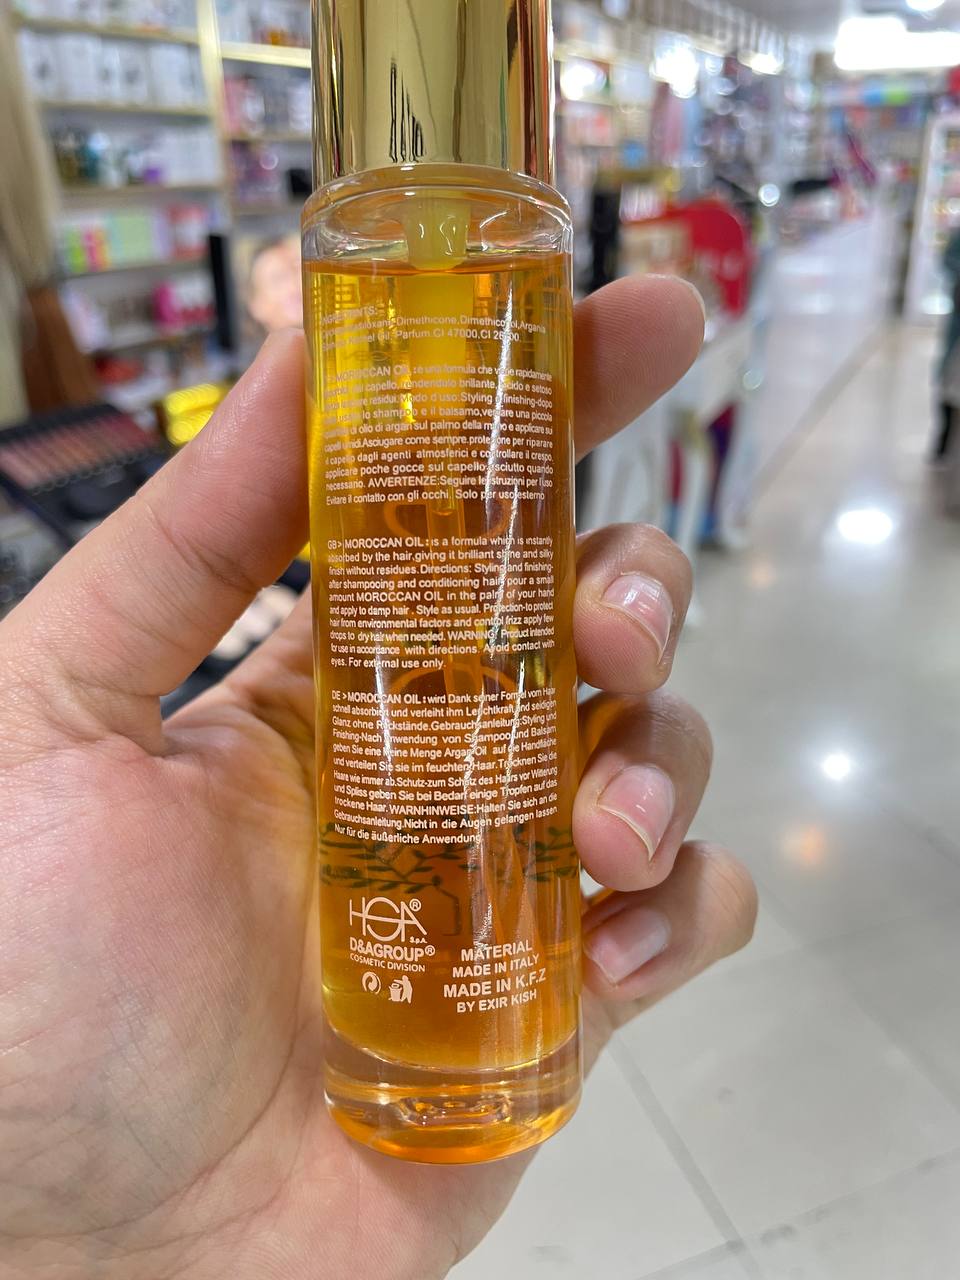 INGREDIENTS:
Cyclopentasiloxane,Dimethicone,Dimethiconol,Argania
Spinosa Kernel Oil, Parfum,CI 47000,CI 26100.
MOROCCAN OIL : è una formula che viene rapidamente
assorbita dal capello, rendendolo brillante, lucido e setoso
senza lasciare residui. Modo d'uso:Styling e finishing-dopo
lo shampoo e il balsamo,versare una piccola
quantità di olio di argan sul palmo della mano e applicare sui
capelli umidi.Asciugare come sempre.protezione per riparare
il capello dagli agenti atmosferici e controllare il crespo,
applicare poche gocce sul capello asciutto quando
necessario. AVVERTENZE:Seguire le istruzioni per l'uso
Evitare il contatto con gli occhi. Solo per uso esterno
GB> MOROCCAN OIL : is a formula which is instantly
absorbed by the hair,giving it brilliant shine and silky
finish without residues.Directions: Styling and finishing-
after shampooing and conditioning hair, pour a small
amount MOROCCAN OIL in the palm of your hand
and apply to damp hair . Style as usual. Protection-to protect
hair from environmental factors and control frizz apply few
drops to dry hair when needed. WARNING: Product intended
for use in accordance with directions. Avoid contact with
eyes. For external use only.
DE >MOROCCAN OIL : wird Dank seiner Formel vom Haar
schnell absorbiert und verleiht ihm Leuchtkraft und seidigen
Glanz ohne Rückstände.Gebrauchsanleitung:Styling und
Finishing-Nach Anwendung von Shampoo und Balsam
geben Sie eine kleine Menge Argan Oil auf die Handfläche
und verteilen Sie sie im feuchten Haar.Trocknen Sie die
Haare wie immer ab.Schutz-zum Schutz des Haars vor Witterung
und Spliss geben Sie bei Bedarf einige Tropfen auf das
trockene Haar. WARNHINWEISE:Halten Sie sich an die
Gebrauchsanleitung.Nicht in die Augen gelangen lassen
Nur für die äußerliche Anwendung.
HSA®
S.p.A.
D&AGROUP®
COSMETIC DIVISION
MATERIAL
MADE IN ITALY
MADE IN K.F.Z
BY EXIR KISH